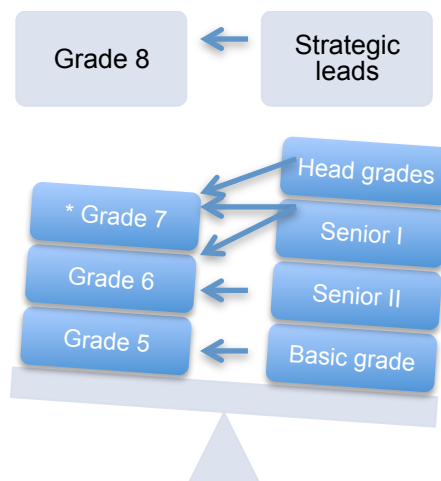 Grade 8
Strategic
leads
Head grades
* Grade 7
Senior I
Grade 6
Senior II
Grade 5
Basic grade